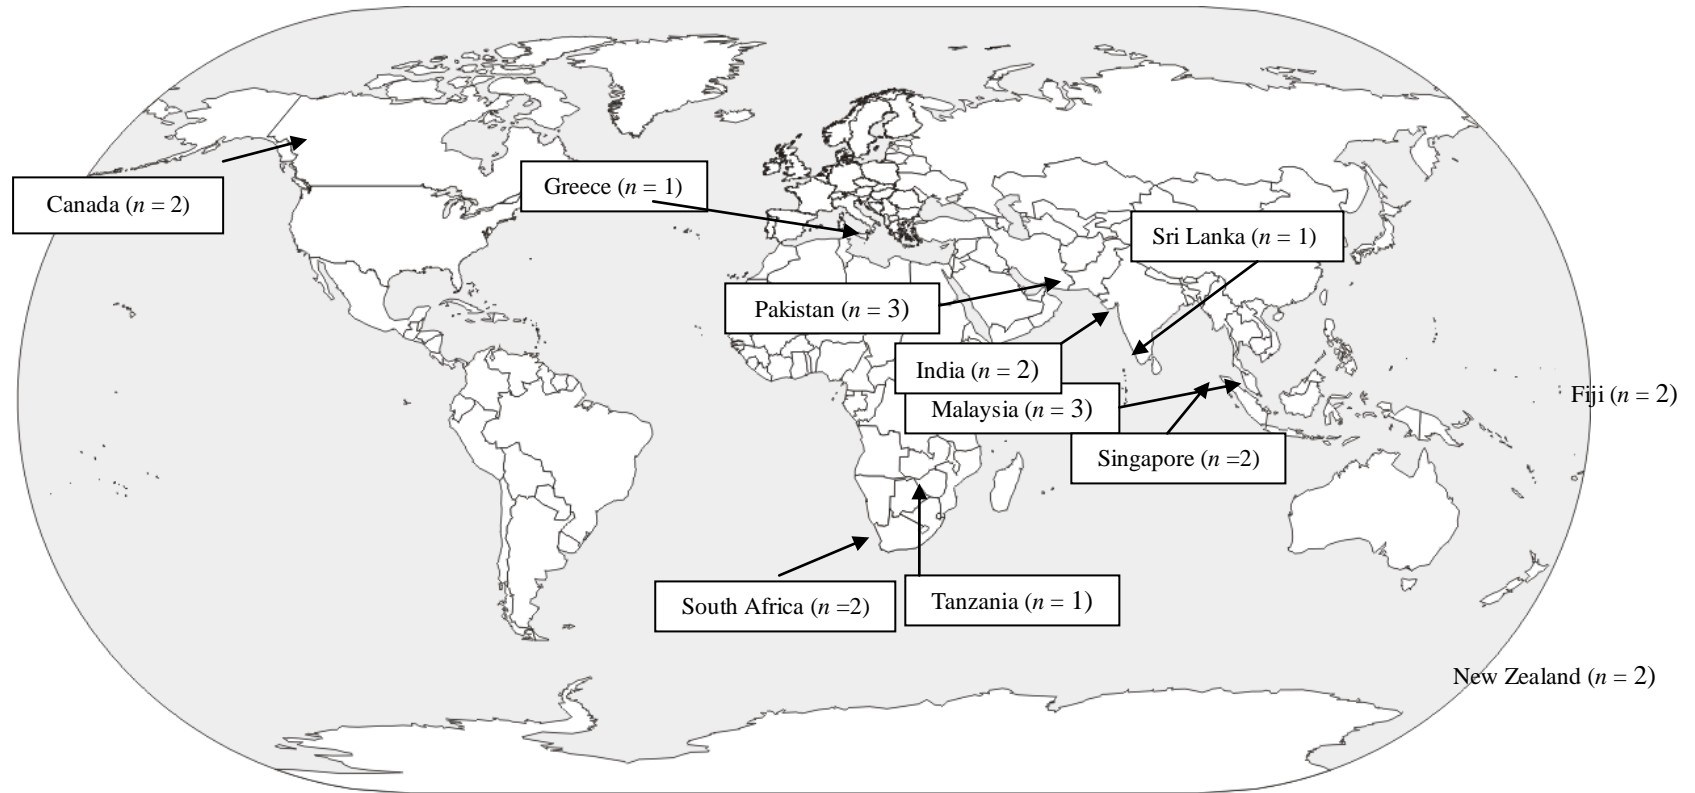 Canada (n = 2)
Greece (n = 1)
Sri Lanka (n = 1)
Pakistan (n = 3)
India (n = 2)
Malaysia (n = 3)
Fiji (n = 2)
Singapore (n =2)
South Africa (n =2)
Tanzania (n = 1)
New Zealand (n = 2)